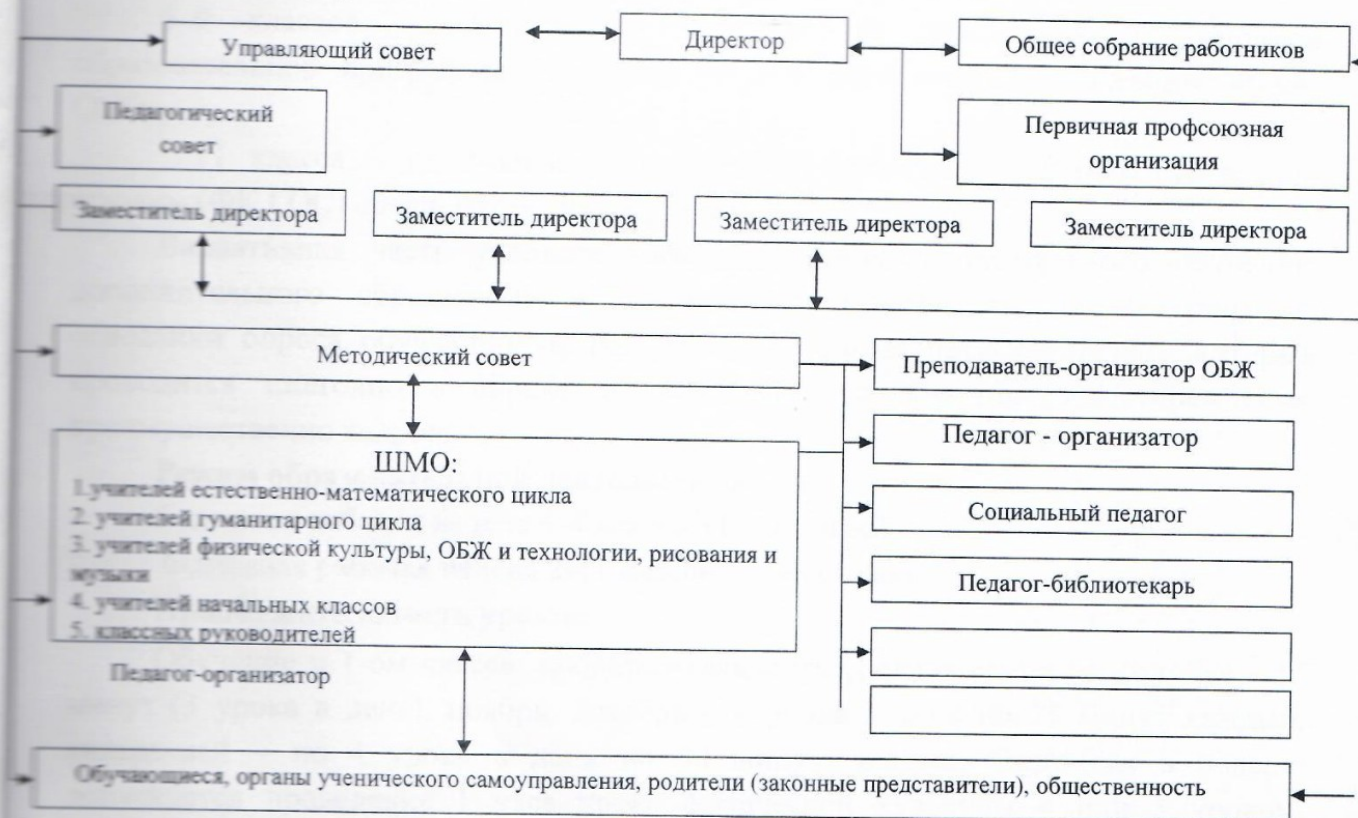 Управляющий совет
Директор
Общее собрание работников
Педагогический
совет
Первичная профсоюзная
организация
Заместитель директора
Заместитель директора
Заместитель директора
Заместитель директора
Методический совет
Преподаватель-организатор ОБЖ
ШМО:
1.учителей естественно-математического цикла
2. учителей гуманитарного цикла
3. учителей физической культуры, ОБЖ и технологии, рисования и
музыки
4. учителей начальных классов
5. классных руководителей
Педагог - организатор
Социальный педагог
Педагог-библиотекарь
Педагог-организатор
Обучающиеся, органы ученического самоуправления, родители (законные представители), общественность